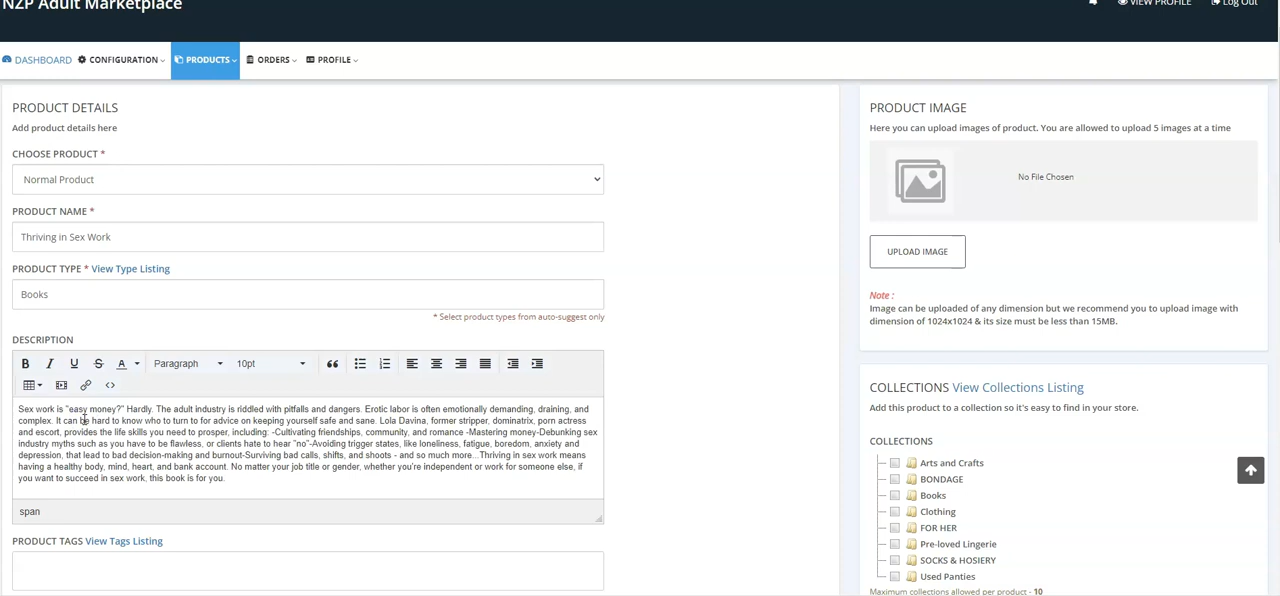 NZP Adult Marketplace
VIEW PROFILE
Log Out
DASHBOARD
CONFIGURATION
PRODUCTS
ORDERS
PROFILE
PRODUCT DETAILS
Add product details here
CHOOSE PRODUCT *
Normal Product
PRODUCT NAME *
Thriving in Sex Work
PRODUCT TYPE * View Type Listing
Books
* Select product types from auto-suggest only
DESCRIPTION
B I U S A Paragraph 10pt
Sex work is "easy money?" Hardly. The adult industry is riddled with pitfalls and dangers. Erotic labor is often emotionally demanding, draining, and
complex. It can be hard to know who to turn to for advice on keeping yourself safe and sane. Lola Davina, former stripper, dominatrix, porn actress
and escort, provides the life skills you need to prosper, including: -Cultivating friendships, community, and romance -Mastering money-Debunking sex
industry myths such as you have to be flawless, or clients hate to hear "no"-Avoiding trigger states, like loneliness, fatigue, boredom, anxiety and
depression, that lead to bad decision-making and burnout-Surviving bad calls, shifts, and shoots - and so much more...Thriving in sex work means
having a healthy body, mind, heart, and bank account. No matter your job title or gender, whether you're independent or work for someone else, if
you want to succeed in sex work, this book is for you.
span
PRODUCT TAGS View Tags Listing
PRODUCT IMAGE
Here you can upload images of product. You are allowed to upload 5 images at a time
No File Chosen
UPLOAD IMAGE
Note :
Image can be uploaded of any dimension but we recommend you to upload image with
dimension of 1024x1024 & its size must be less than 15MB.
COLLECTIONS View Collections Listing
Add this product to a collection so it's easy to find in your store.
COLLECTIONS
Arts and Crafts
BONDAGE
Books
Clothing
FOR HER
Pre-loved Lingerie
SOCKS & HOSIERY
Used Panties
Maximum collections allowed per product - 10